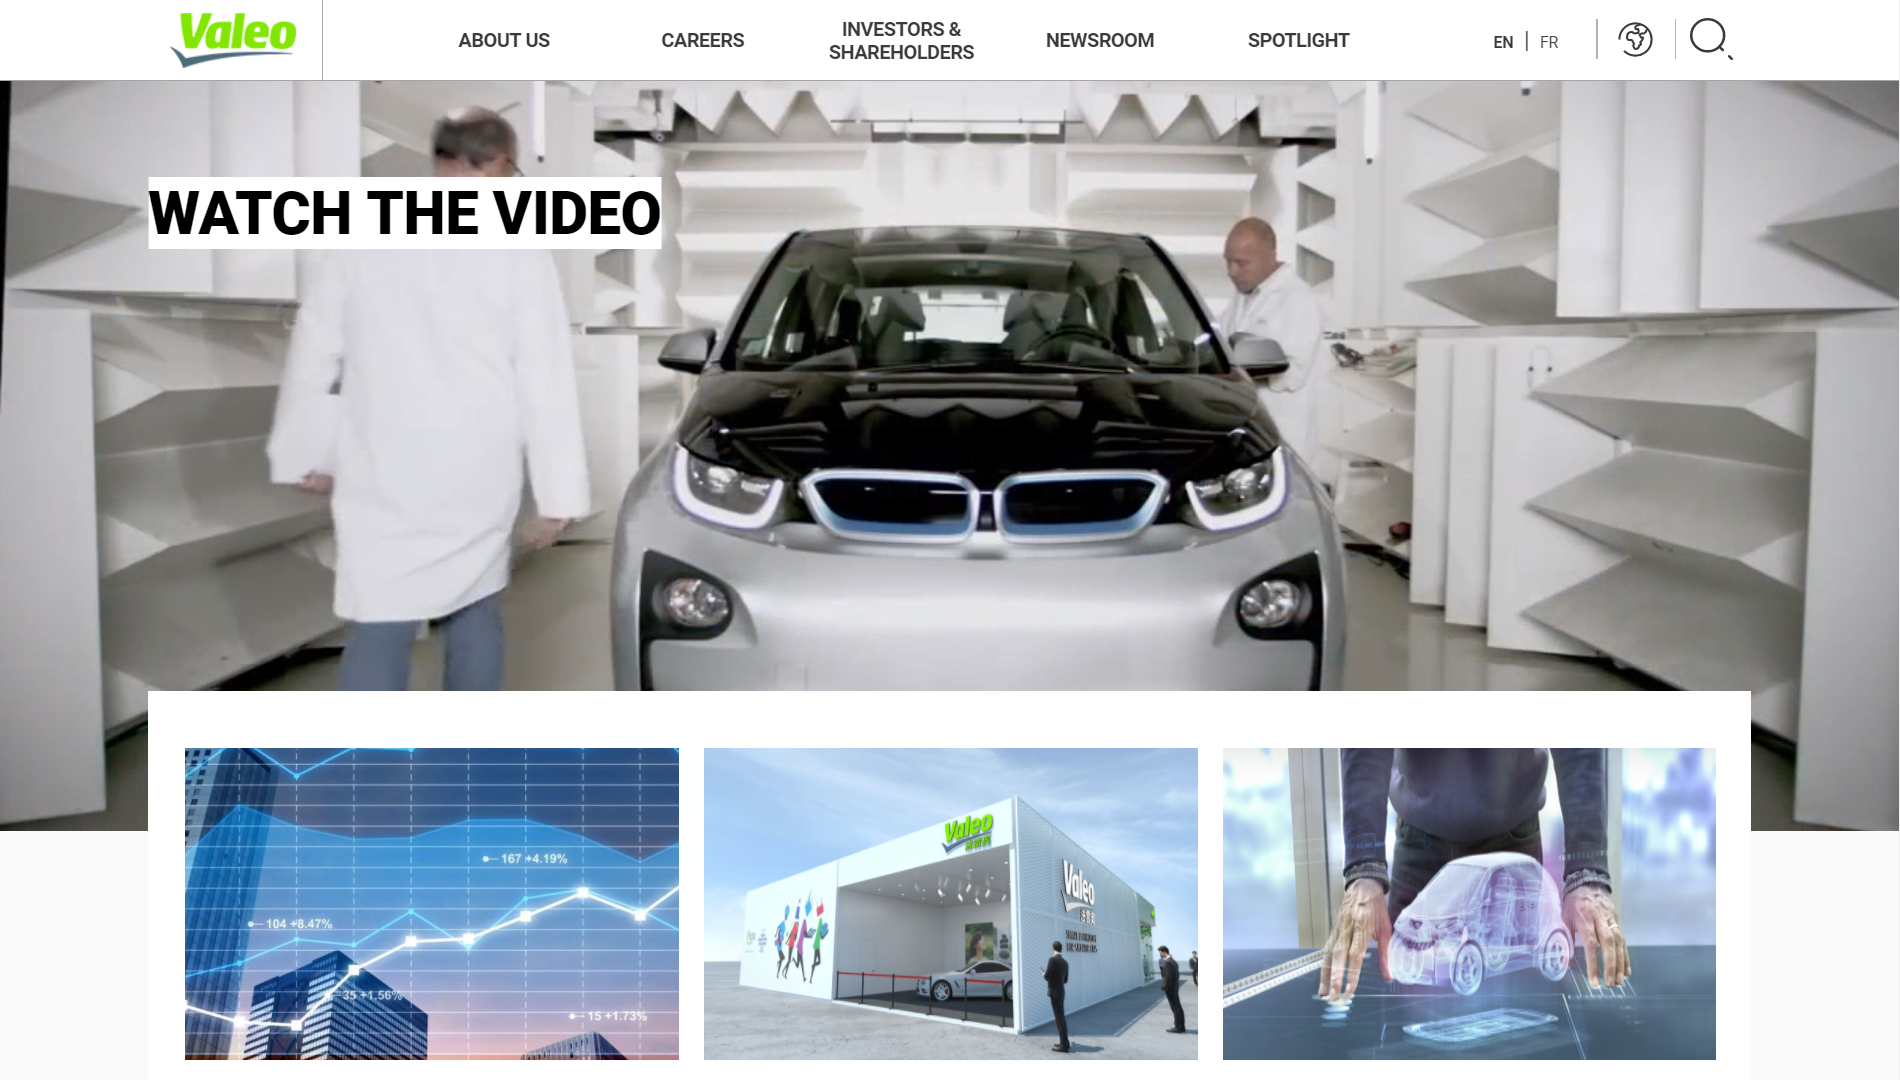 Valeo
ABOUT US
CAREERS
INVESTORS &
SHAREHOLDERS
NEWSROOM
SPOTLIGHT
EN | FR
WATCH THE VIDEO
167 +4.19%
104 +8.47%
35 +1.56%
15 +1.73%
Valeo
Valeo